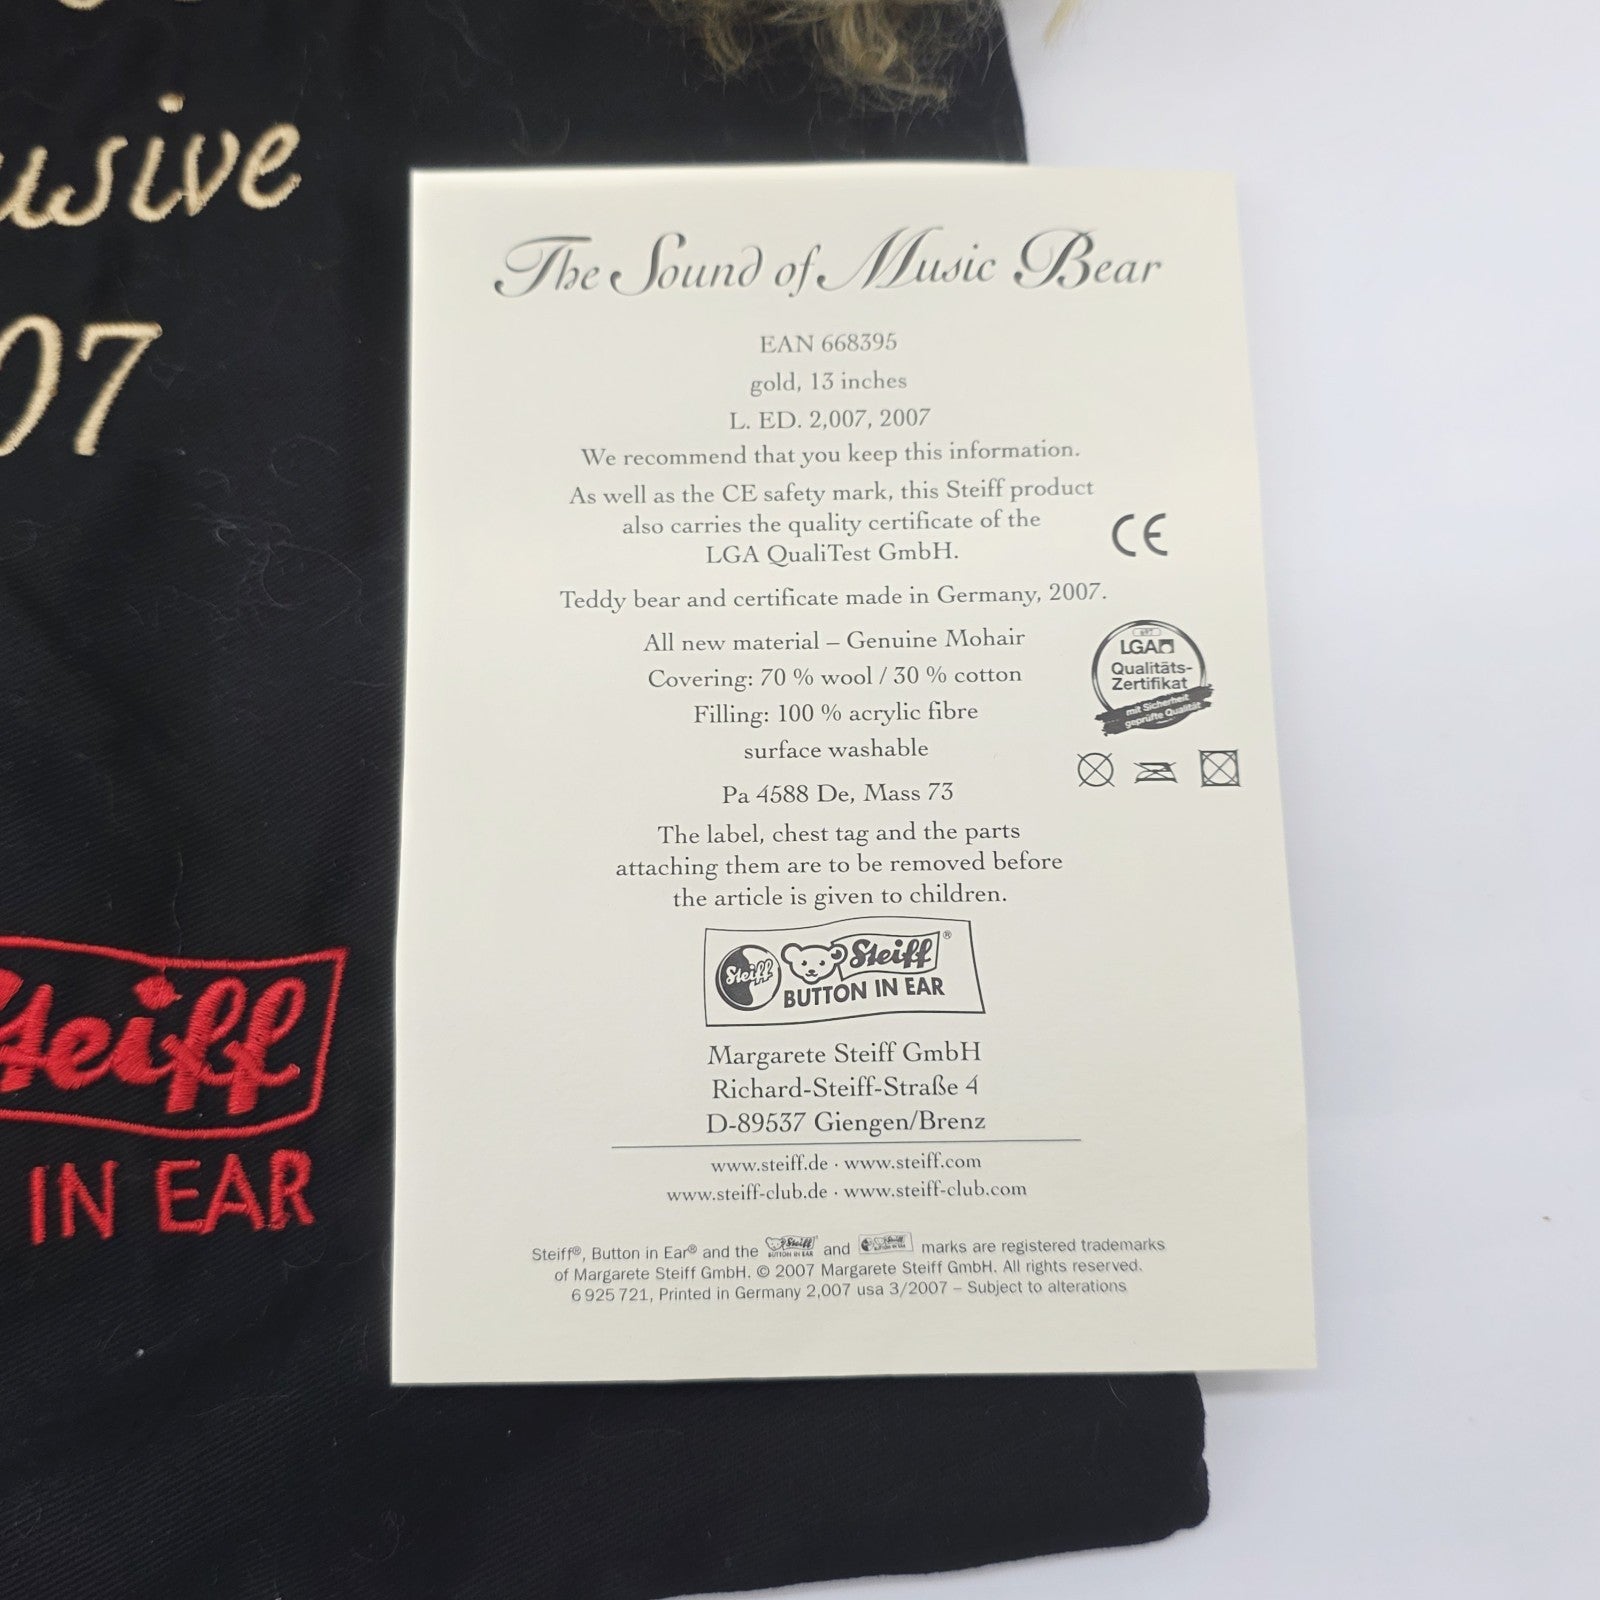 usive
07
Steiff
IN EAR
The Sound of Music Bear
EAN 668395
gold, 13 inches
L. ED. 2,007, 2007
We recommend that you keep this information.
As well as the CE safety mark, this Steiff product
also carries the quality certificate of the
LGA QualiTest GmbH.
CE
Teddy bear and certificate made in Germany, 2007.
All new material – Genuine Mohair
Covering: 70 % wool / 30 % cotton
Filling: 100 % acrylic fibre
surface washable
LGA
Qualitäts-
Zertifikat
mit Sicherheit
geprüfte Qualität
Pa 4588 De, Mass 73
The label, chest tag and the parts
attaching them are to be removed before
the article is given to children.
Steiff Steiff®
BUTTON IN EAR
Margarete Steiff GmbH
Richard-Steiff-Straße 4
D-89537 Giengen/Brenz
www.steiff.de · www.steiff.com
www.steiff-club.de · www.steiff-club.com
Steiff®, Button in Ear® and the Steiff BUTTON IN EAR and marks are registered trademarks
of Margarete Steiff GmbH. © 2007 Margarete Steiff GmbH. All rights reserved.
6 925 721, Printed in Germany 2,007 usa 3/2007 – Subject to alterations